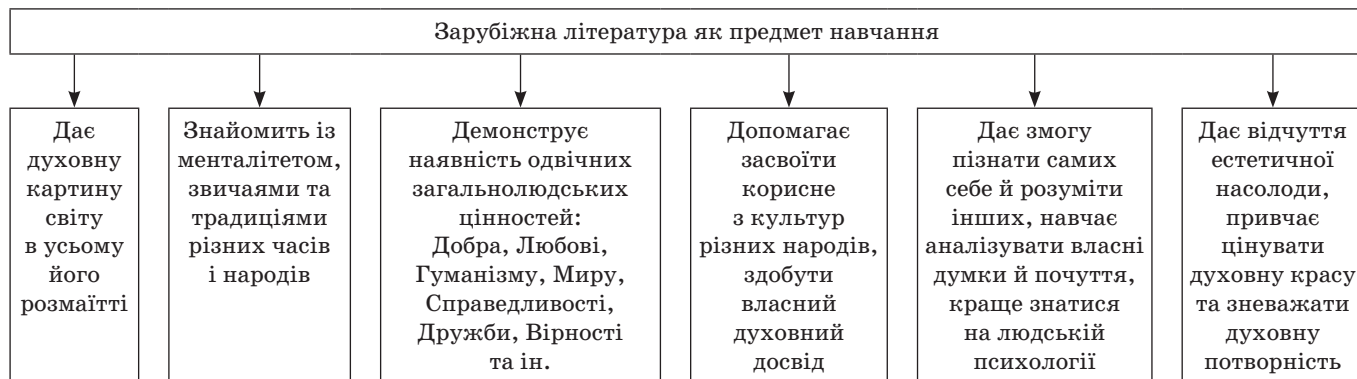 Зарубіжна література як предмет навчання
Дає
духовну
картину
світу
в усьому
його
розмаїтті
Знайомить із
менталітетом,
звичаями та
традиціями
різних часів
і народів
Демонструє
наявність одвічних
загальнолюдських
цінностей:
Добра, Любові,
Гуманізму, Миру,
Справедливості,
Дружби, Вірності
та ін.
Допомагає
засвоїти
корисне
з культур
різних народів,
здобути
власний
духовний
досвід
Дає змогу
пізнати самих
себе й розуміти
інших, навчає
аналізувати власні
думки й почуття,
краще знатися
на людській
психології
Дає відчуття
естетичної
насолоди,
привчає
цінувати
духовну красу
та зневажати
духовну
потворність